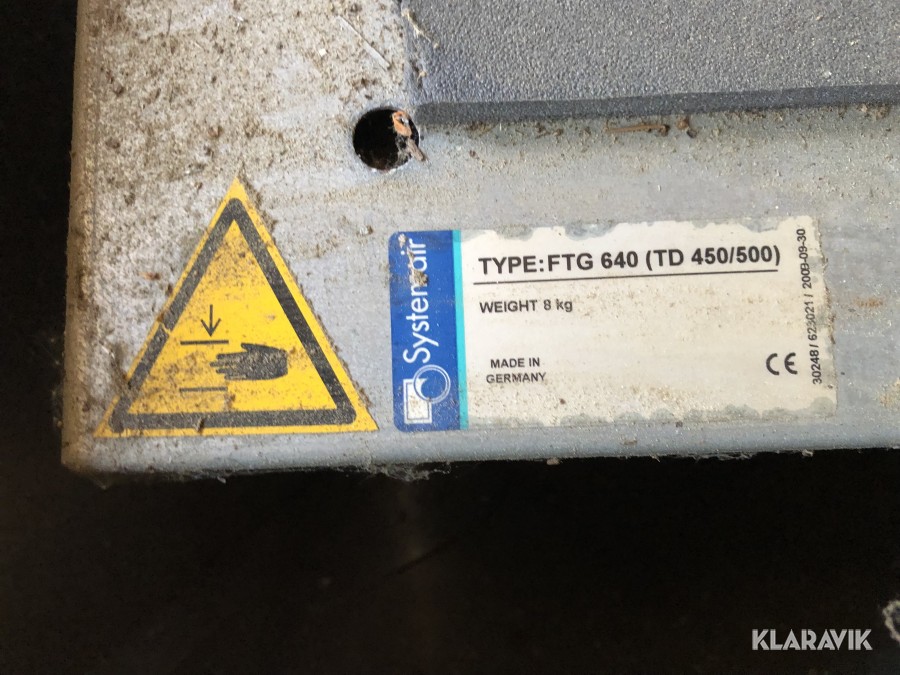 Systemair
TYPE:FTG 640 (TD 450/500)
WEIGHT 8 kg
MADE IN
GERMANY
CE
30248 / 623021 / 2009-09-30
KLARAVIK